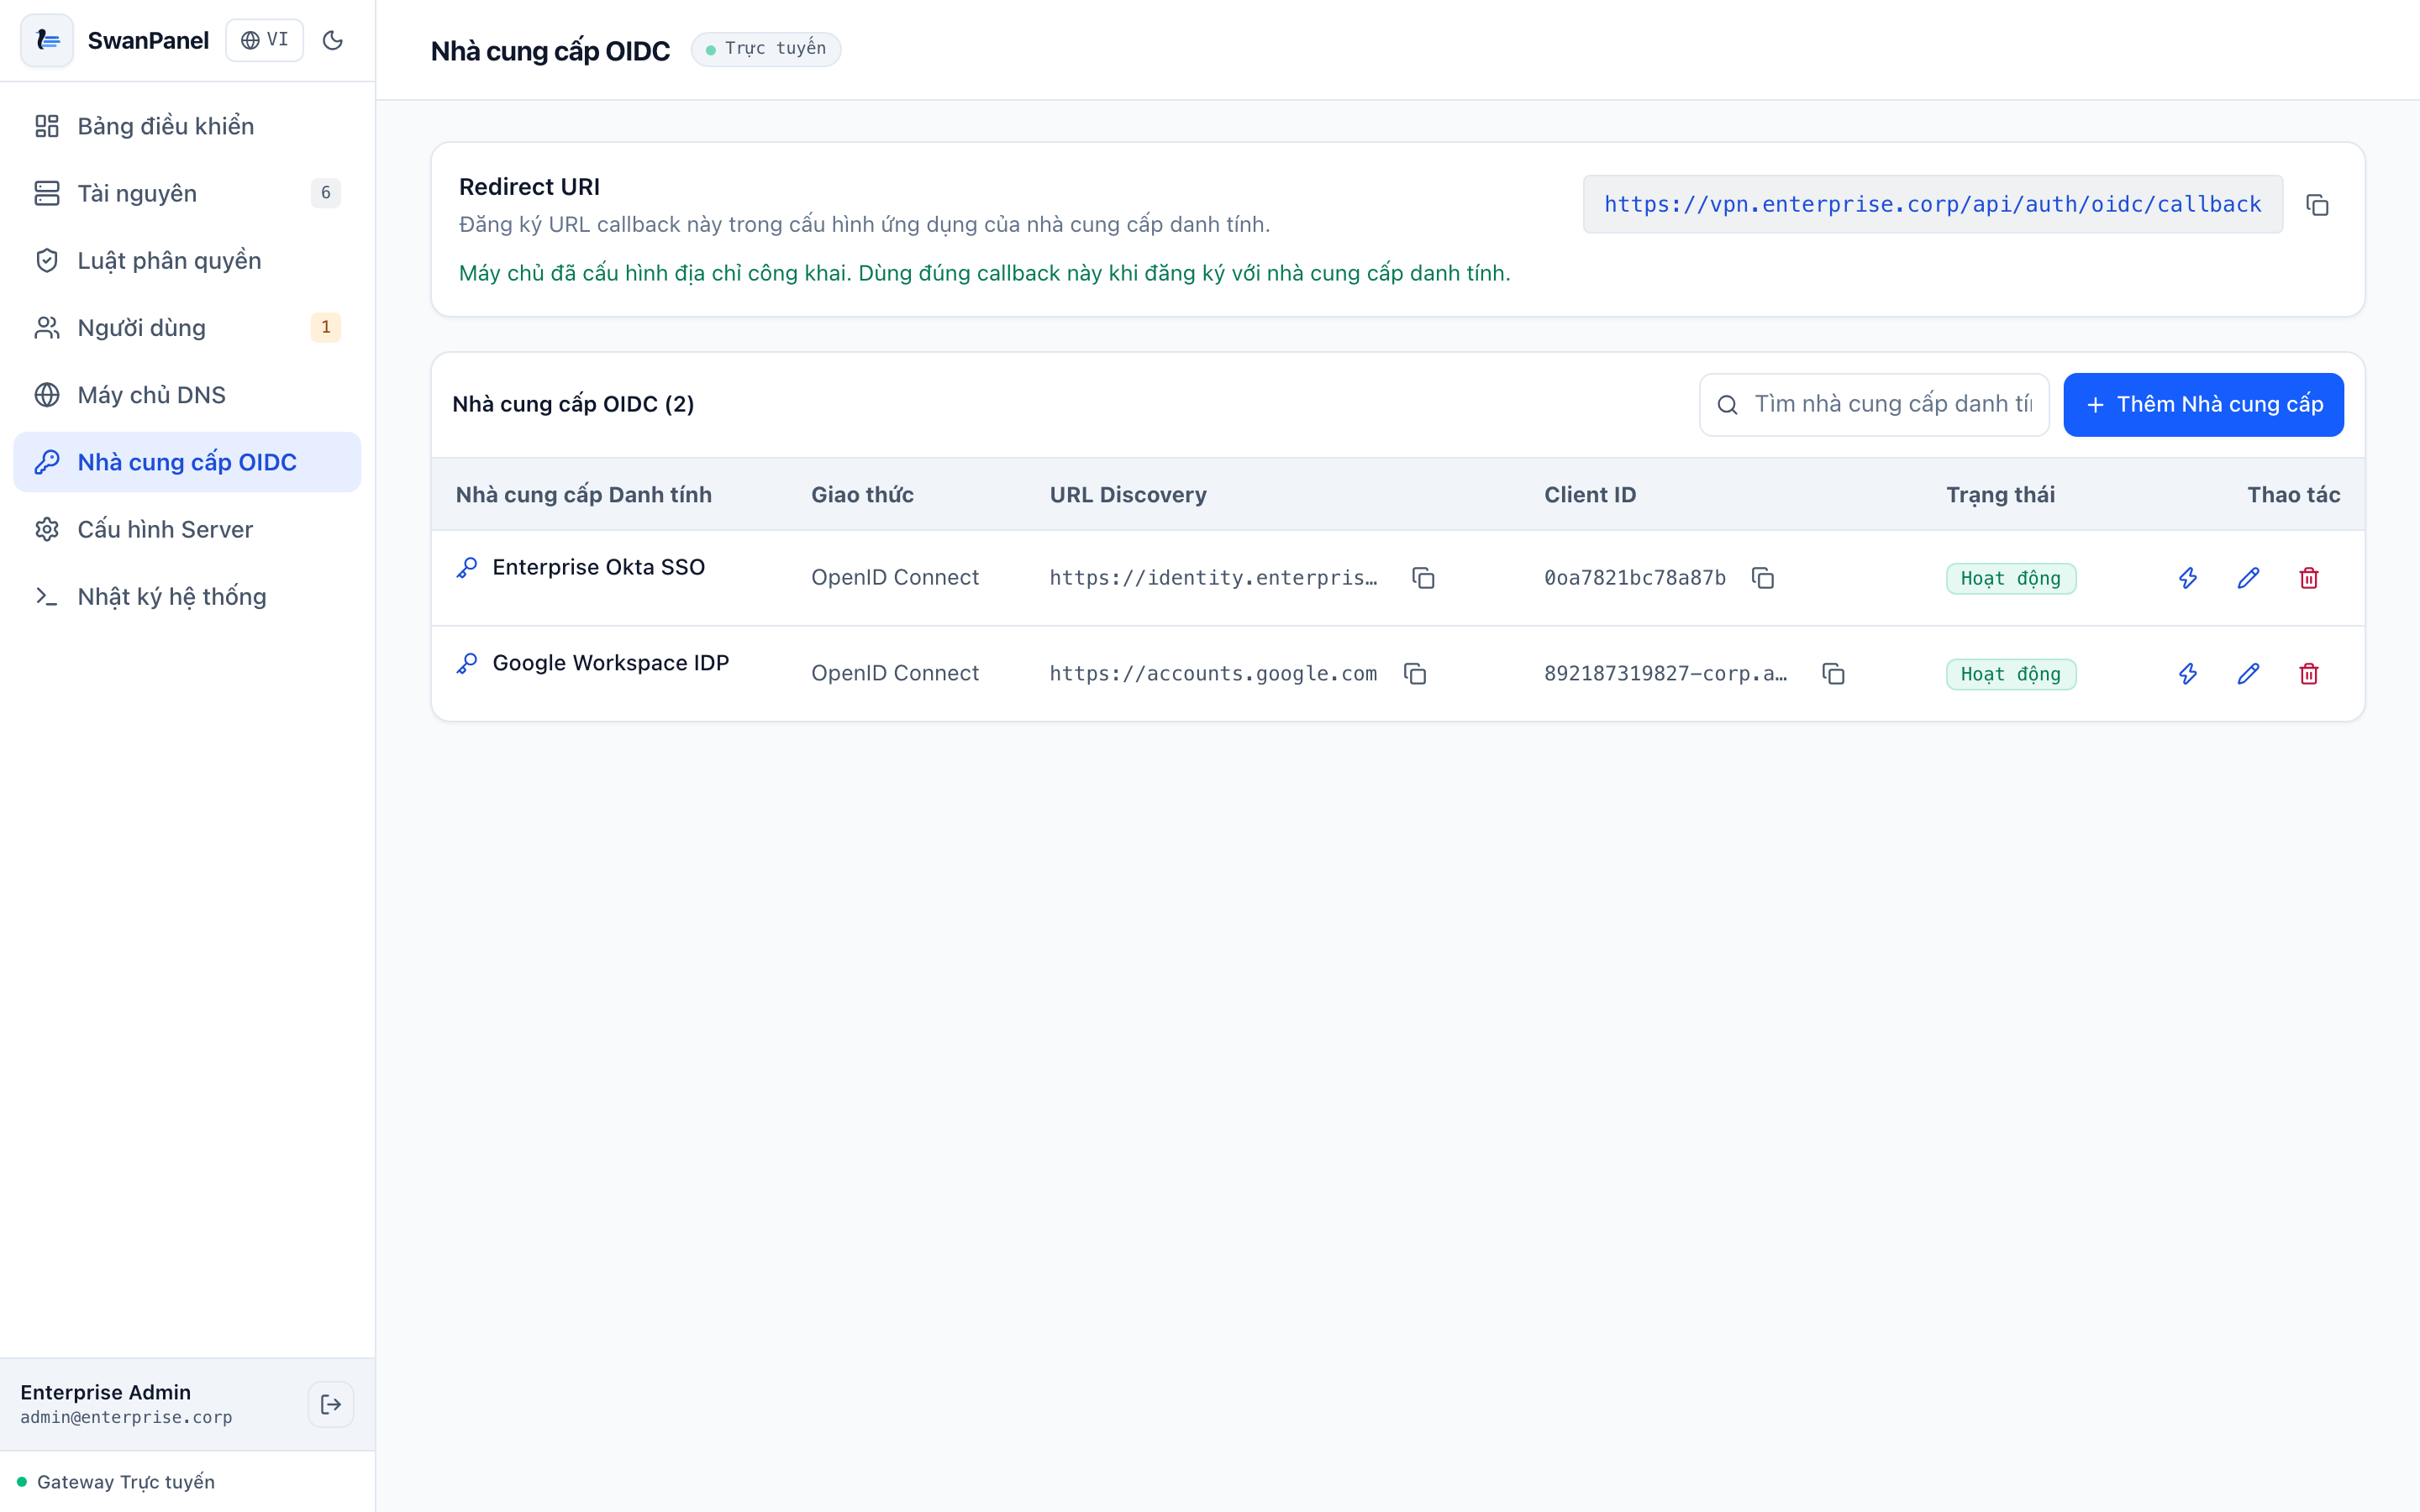 SwanPanel
VI
Bảng điều khiển
Tài nguyên
6
Luật phân quyền
Người dùng
1
Máy chủ DNS
Nhà cung cấp OIDC
Cấu hình Server
Nhật ký hệ thống
Enterprise Admin
admin@enterprise.corp
Gateway Trực tuyến
Nhà cung cấp OIDC
Trực tuyến
Redirect URI
Đăng ký URL callback này trong cấu hình ứng dụng của nhà cung cấp danh tính.
Máy chủ đã cấu hình địa chỉ công khai. Dùng đúng callback này khi đăng ký với nhà cung cấp danh tính.
https://vpn.enterprise.corp/api/auth/oidc/callback
Nhà cung cấp OIDC (2)
Tìm nhà cung cấp danh tí
Thêm Nhà cung cấp
Nhà cung cấp Danh tính Giao thức URL Discovery Client ID Trạng thái Thao tác
Enterprise Okta SSO OpenID Connect https://identity.enterpris… 0oa7821bc78a87b Hoạt động
Google Workspace IDP OpenID Connect https://accounts.google.com 892187319827-corp.a… Hoạt động